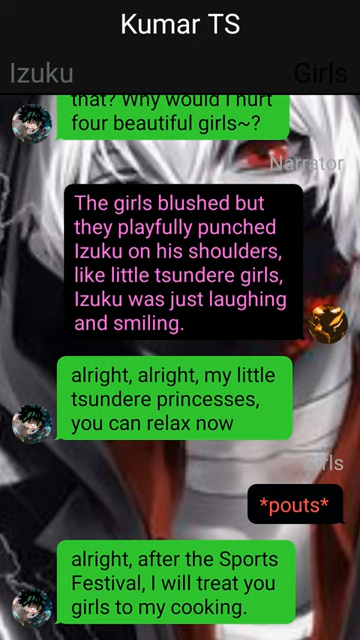 Kumar TS
Izuku
Girls
that? Why would I hurt
four beautiful girls~?
Narrator
The girls blushed but
they playfully punched
Izuku on his shoulders,
like little tsundere girls,
Izuku was just laughing
and smiling.
alright, alright, my little
tsundere princesses,
you can relax now
Girls
*pouts*
alright, after the Sports
Festival, I will treat you
girls to my cooking.